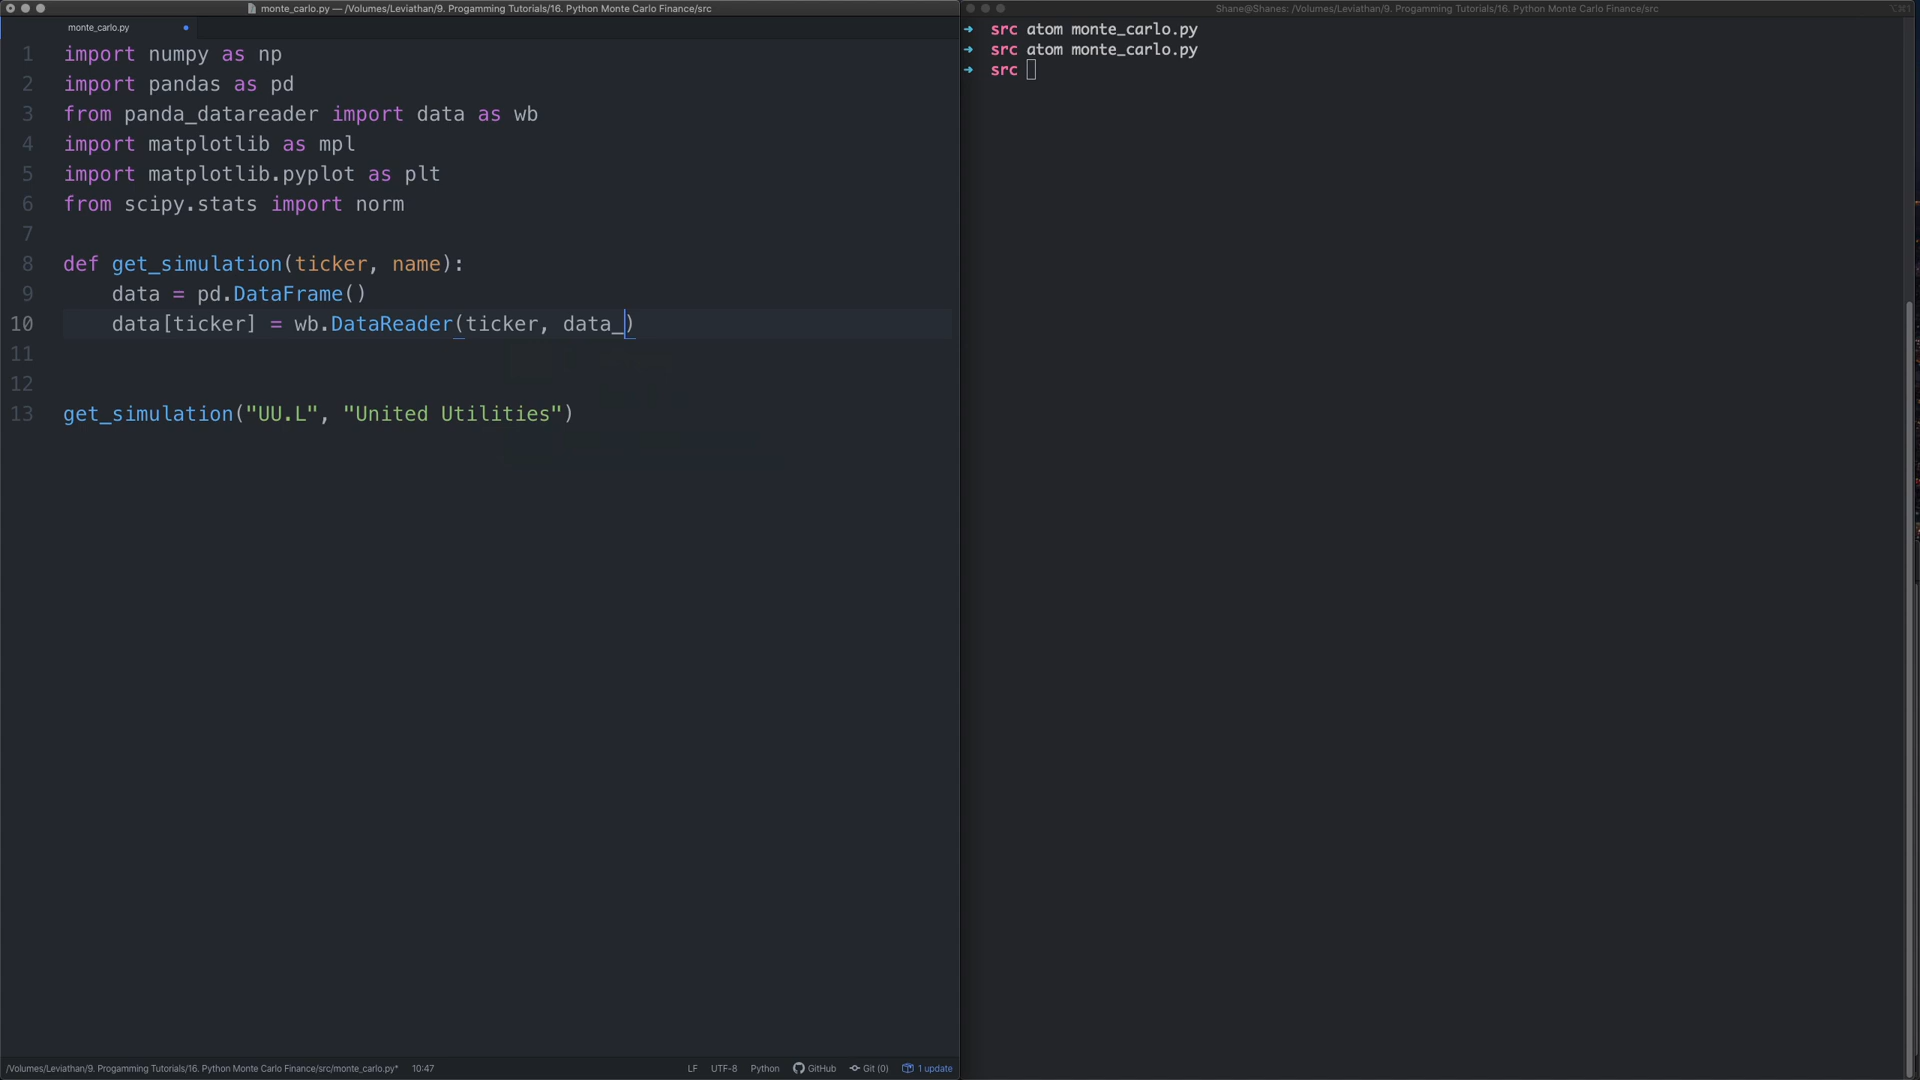 monte_carlo.py — /Volumes/Leviathan/9. Progamming Tutorials/16. Python Monte Carlo Finance/src
monte_carlo.py
1 import numpy as np
2 import pandas as pd
3 from panda_datareader import data as wb
4 import matplotlib as mpl
5 import matplotlib.pyplot as plt
6 from scipy.stats import norm
7
8 def get_simulation(ticker, name):
9 data = pd.DataFrame()
10 data[ticker] = wb.DataReader(ticker, data_)
11
12
13 get_simulation("UU.L", "United Utilities")
/Volumes/Leviathan/9. Progamming Tutorials/16. Python Monte Carlo Finance/src/monte_carlo.py* 10:47 LF UTF-8 Python GitHub Git (0) 1 update
Shane@Shanes: /Volumes/Leviathan/9. Progamming Tutorials/16. Python Monte Carlo Finance/src
➜ src atom monte_carlo.py
➜ src atom monte_carlo.py
➜ src